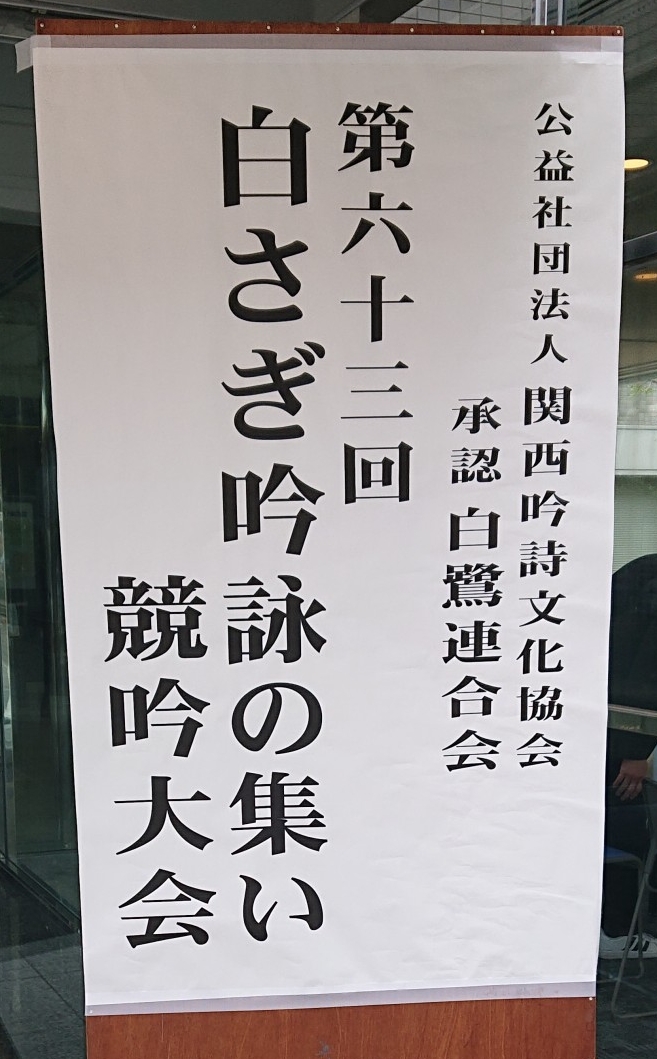 公益社団法人 関西吟詩文化協会
承認 白鷺連合会
第六十三回
白さぎ吟詠の集い
競吟大会